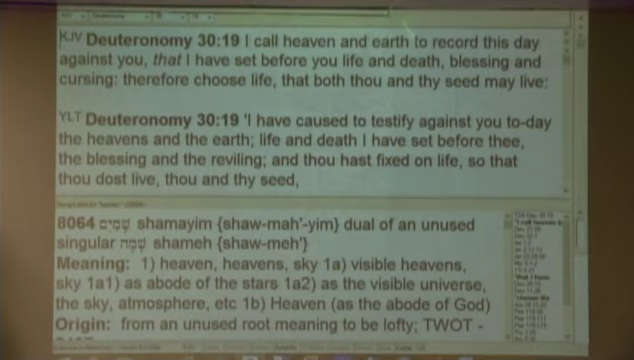 KJV Deuteronomy 30:19 I call heaven and earth to record this day
against you, that I have set before you life and death, blessing and
cursing: therefore choose life, that both thou and thy seed may live:
YLT Deuteronomy 30:19 'I have caused to testify against you to-day
the heavens and the earth; life and death I have set before thee,
the blessing and the reviling; and thou hast fixed on life, so that
thou dost live, thou and thy seed,
8064 שָׁמַיִם shamayim {shaw-mah'-yim} dual of an unused
singular שָׁמֶה shameh {shaw-meh'}
Meaning: 1) heaven, heavens, sky 1a) visible heavens,
sky 1a1) as abode of the stars 1a2) as the visible universe,
the sky, atmosphere, etc 1b) Heaven (as the abode of God)
Origin: from an unused root meaning to be lofty; TWOT -